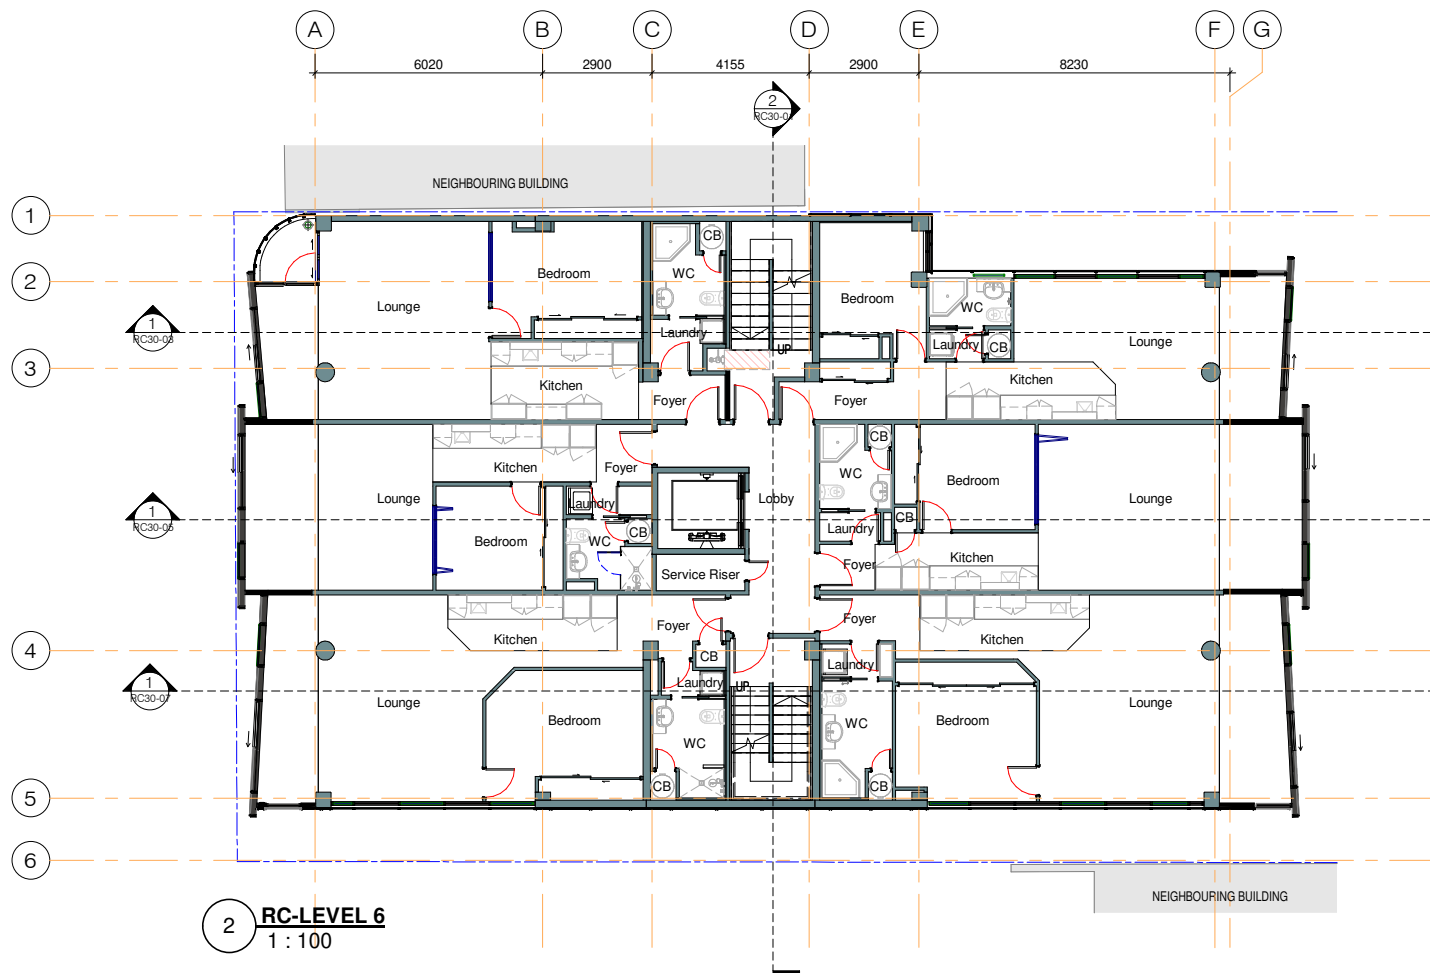 A B C D E F G
6020 2900 4155 2900 8230
2
RC30-01
NEIGHBOURING BUILDING
1
CB
2
Bedroom WC
Bedroom
Lounge WC
1
RC30-03
Laundry
Laundry CB Lounge
UP
3
Kitchen Kitchen
Foyer Foyer
CB
Kitchen Foyer WC
Bedroom
Lounge Lobby Lounge
1
RC30-05
Laundry
CB
Laundry
CB
Bedroom WC
Kitchen
Foyer
Service Riser
Foyer Foyer
4
Kitchen Kitchen
CB
Laundry
1
RC30-07
Laundry
UP
Lounge Lounge
Bedroom Bedroom
WC
WC
CB CB
5
6
NEIGHBOURING BUILDING
2 RC-LEVEL 6
1 : 100